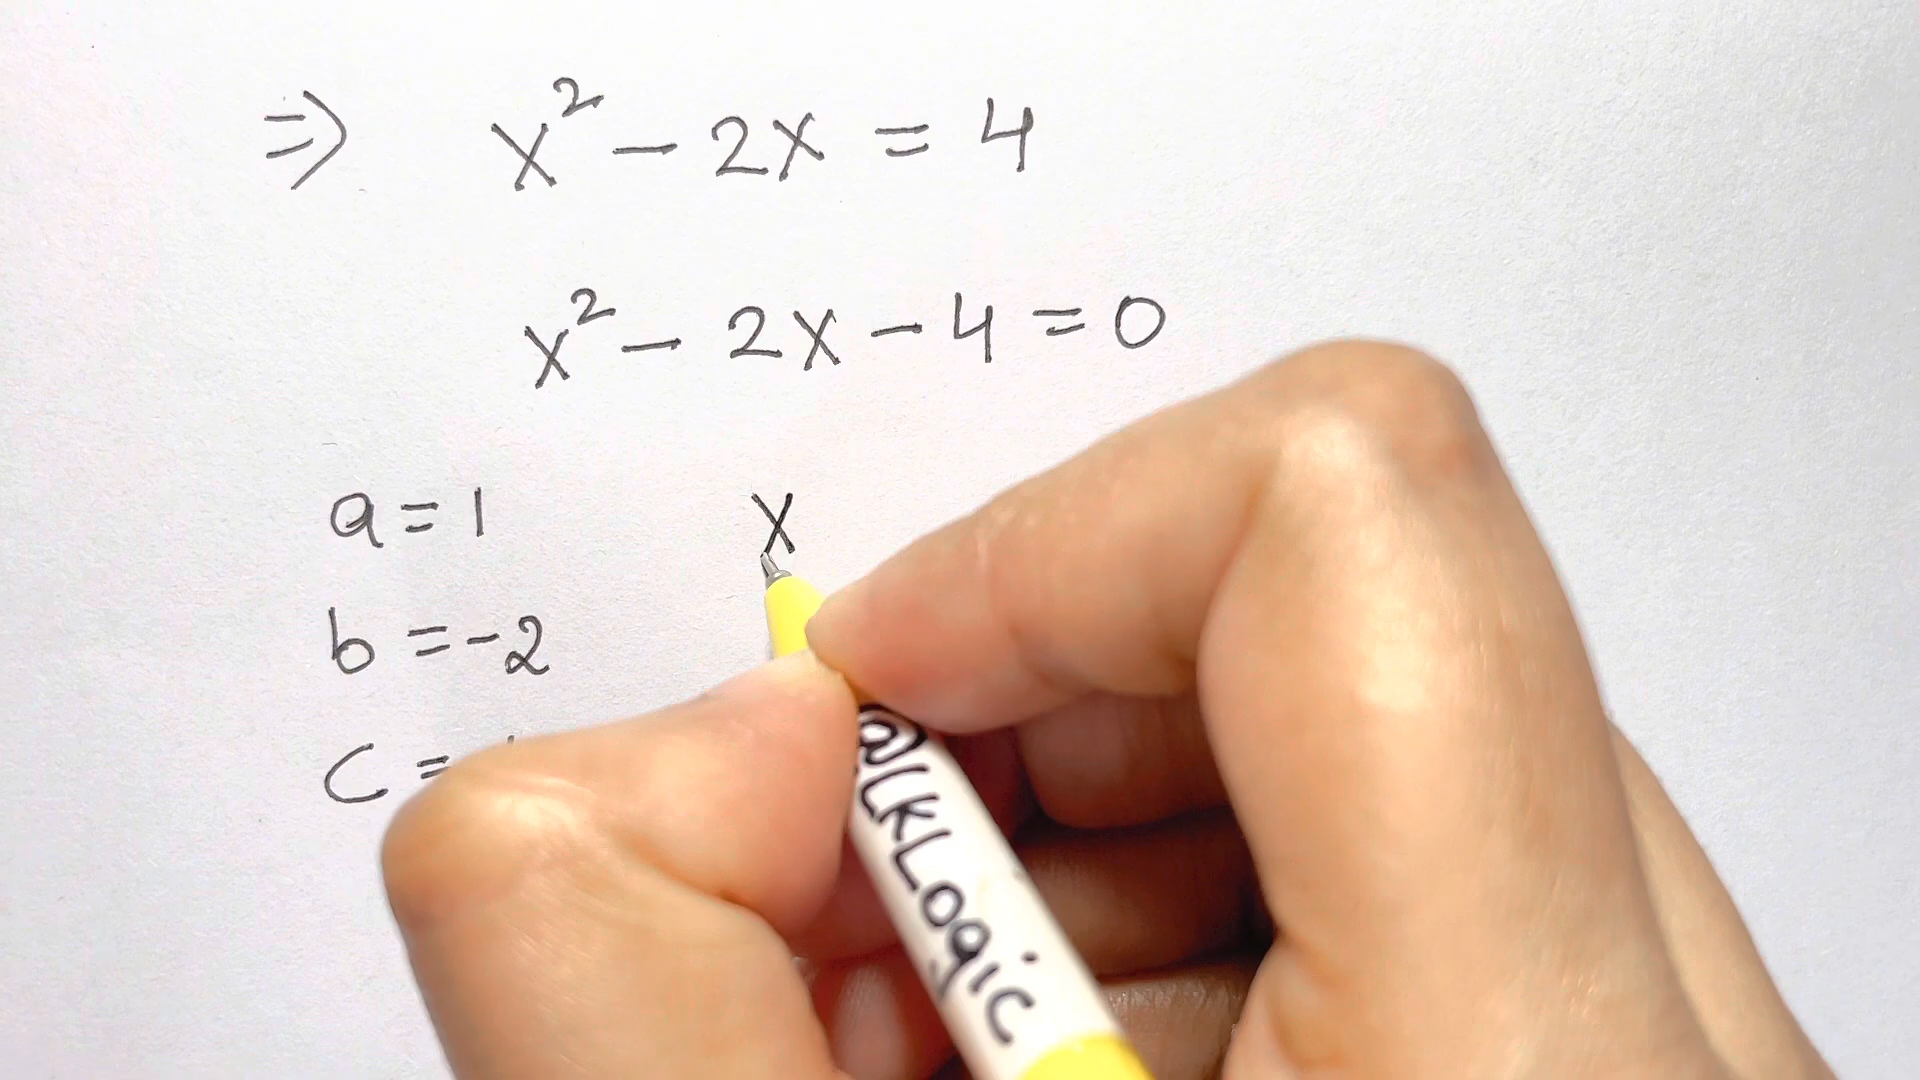 ⇒ x² - 2x = 4
x² - 2x - 4 = 0
a = 1
x
b = -2
c =
@LKLogic